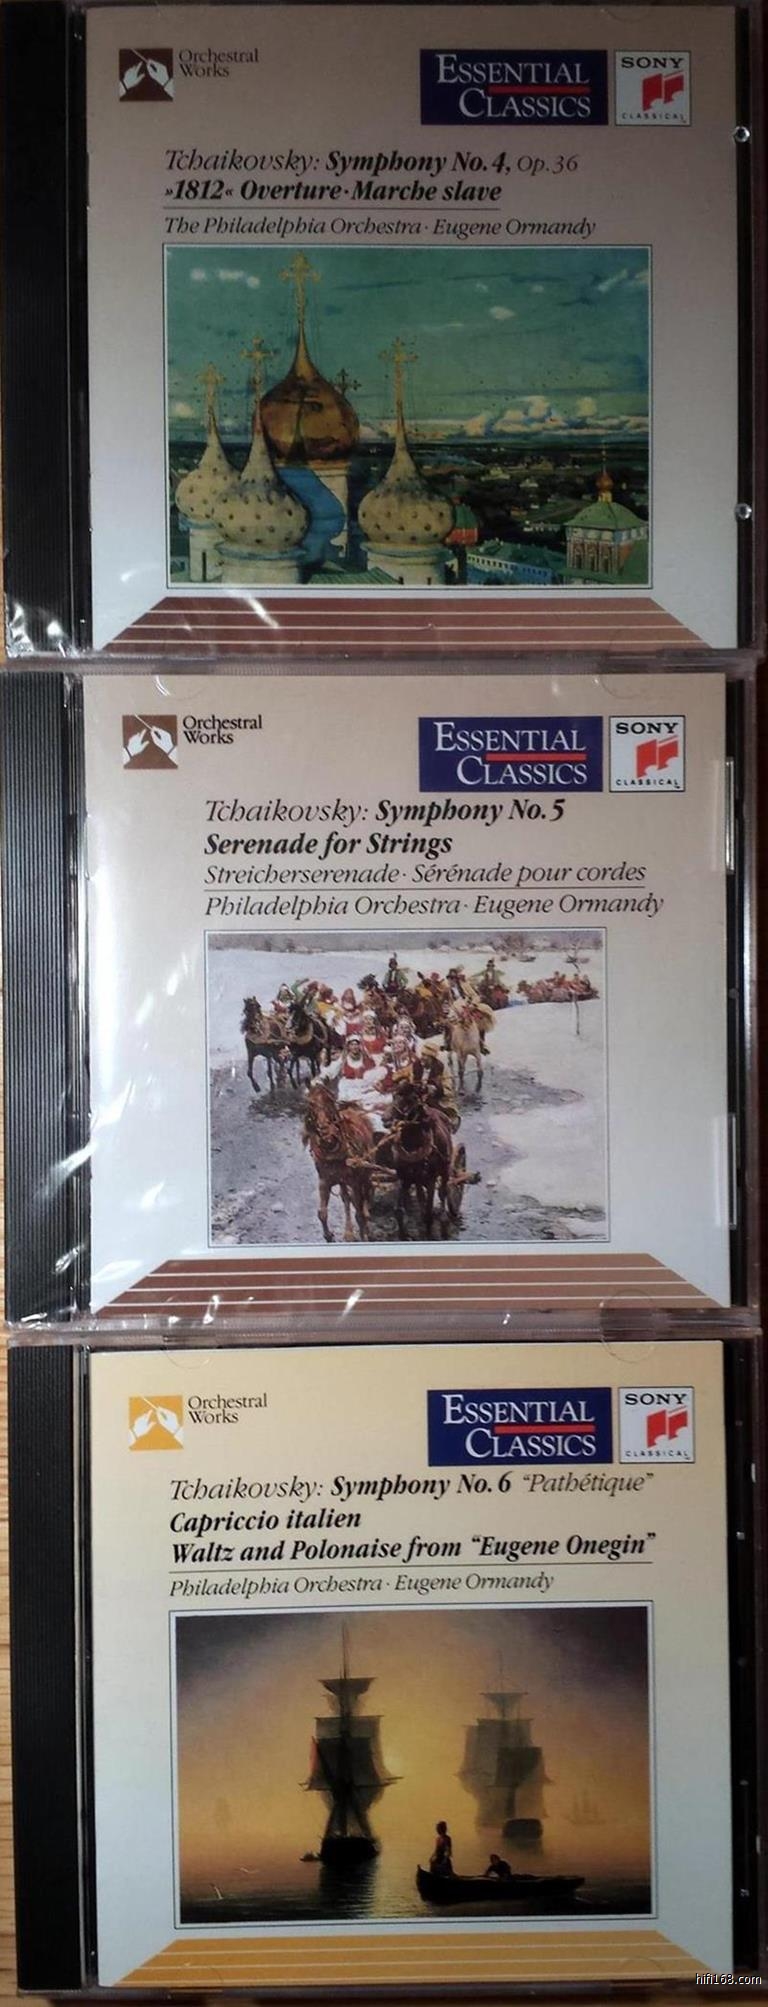 Orchestral
Works
ESSENTIAL
CLASSICS
SONY
CLASSICAL
Tchaikovsky: Symphony No. 4, Op. 36
»1812« Overture · Marche slave
The Philadelphia Orchestra · Eugene Ormandy
Orchestral
Works
ESSENTIAL
CLASSICS
SONY
CLASSICAL
Tchaikovsky: Symphony No. 5
Serenade for Strings
Streicherserenade · Sérénade pour cordes
Philadelphia Orchestra · Eugene Ormandy
Orchestral
Works
ESSENTIAL
CLASSICS
SONY
CLASSICAL
Tchaikovsky: Symphony No. 6 “Pathétique”
Capriccio italien
Waltz and Polonaise from “Eugene Onegin”
Philadelphia Orchestra · Eugene Ormandy
hifi168.com